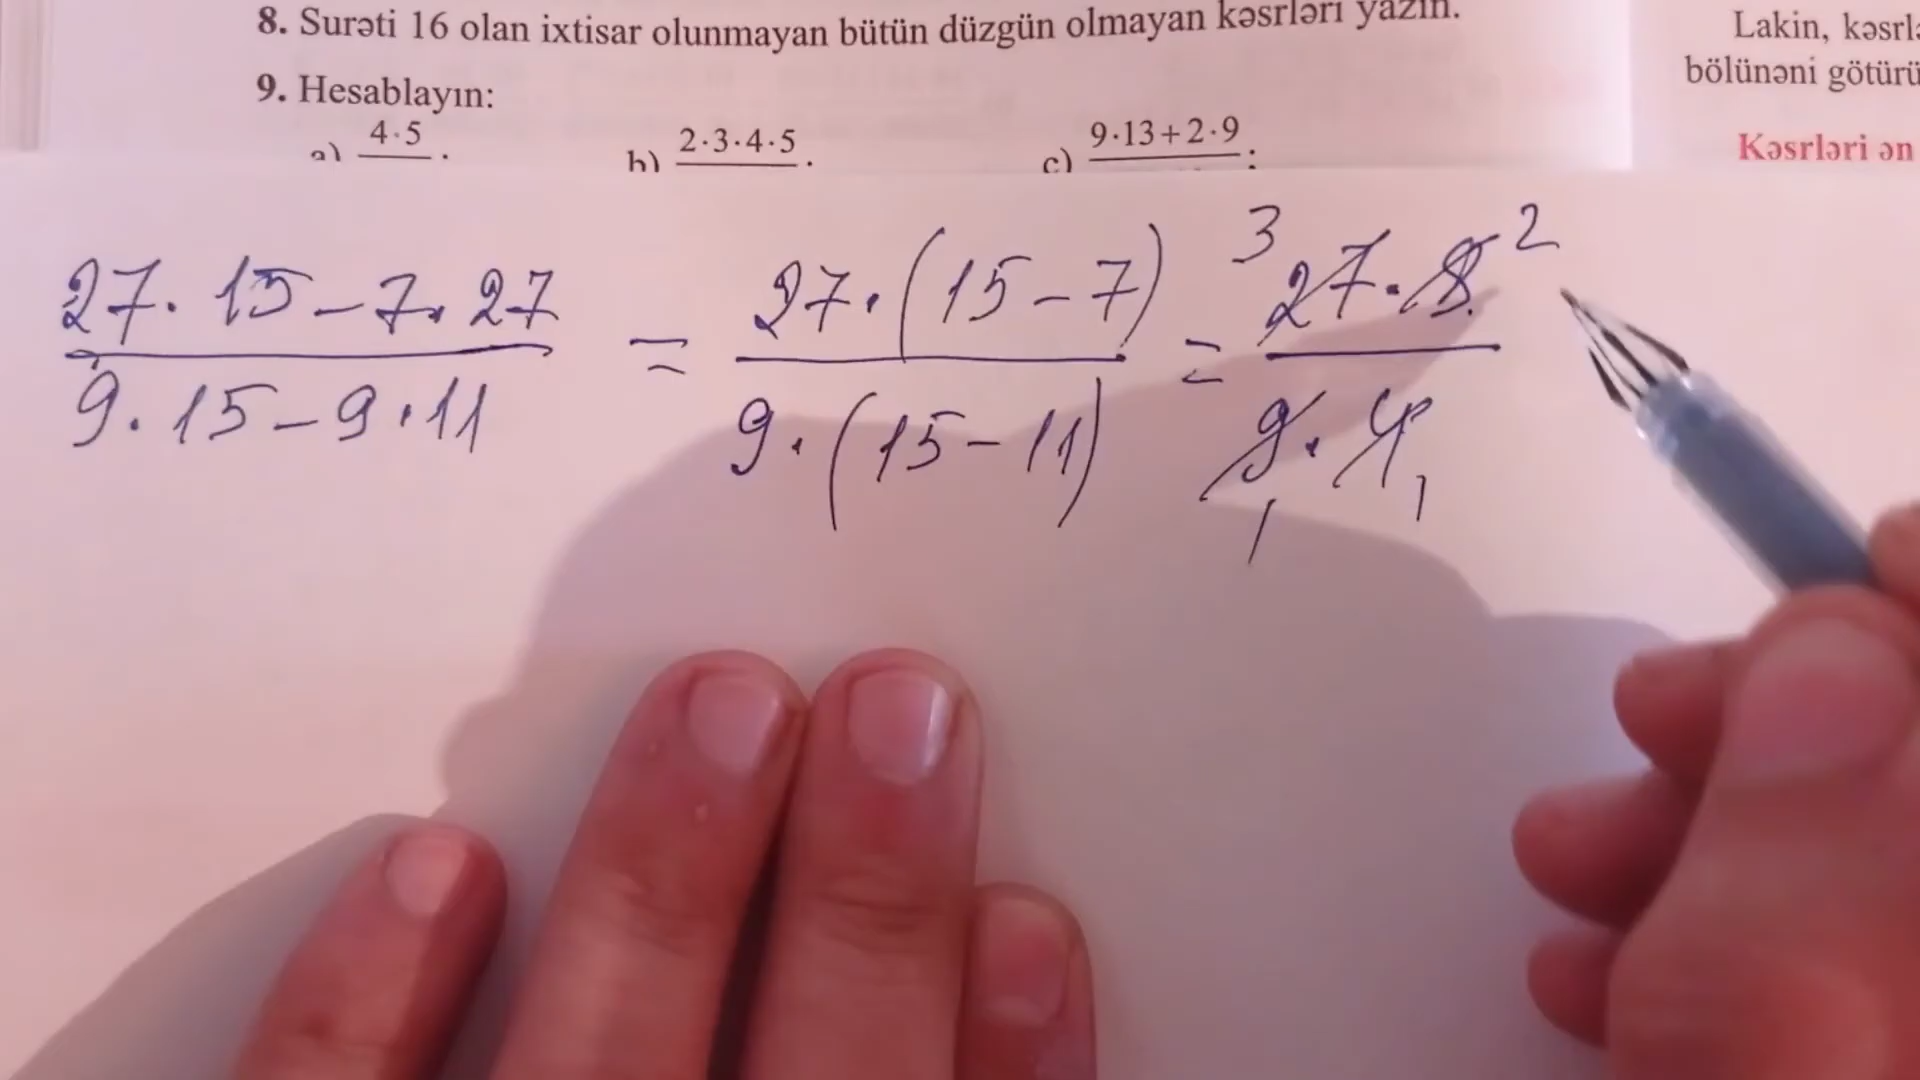 8. Surəti 16 olan ixtisar olunmayan bütün düzgün olmayan kəsrləri yazın.
9. Hesablayın:
a) 4·5 ; b) 2·3·4·5 ; c) 9·13+2·9 ;
Lakin, kəsrlə
bölünəni götürü
Kəsrləri ən
27·15-7·27 / 9·15-9·11 = 27·(15-7) / 9·(15-11) = 3 27·8 2 / 9·4
1 1